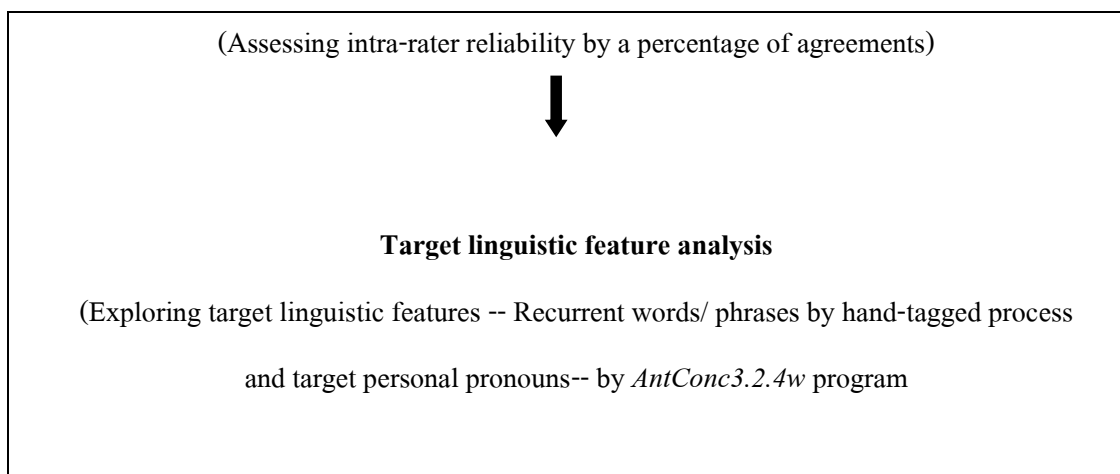 (Assessing intra-rater reliability by a percentage of agreements)
Target linguistic feature analysis
(Exploring target linguistic features -- Recurrent words/ phrases by hand-tagged process
and target personal pronouns-- by AntConc3.2.4w program